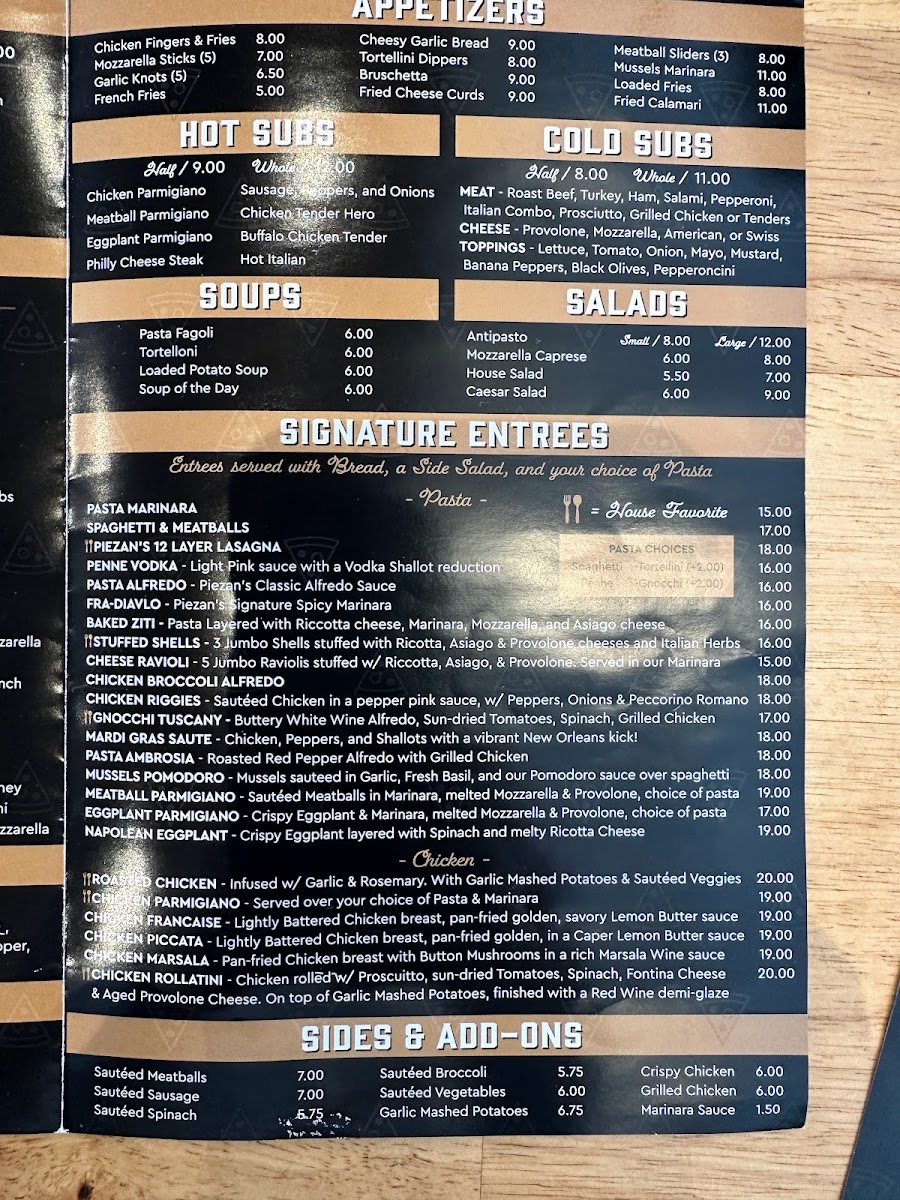 APPETIZERS
Chicken Fingers & Fries 8.00
Mozzarella Sticks (5) 7.00
Garlic Knots (5) 6.50
French Fries 5.00
Cheesy Garlic Bread 9.00
Tortellini Dippers 8.00
Bruschetta 9.00
Fried Cheese Curds 9.00
Meatball Sliders (3) 8.00
Mussels Marinara 11.00
Loaded Fries 8.00
Fried Calamari 11.00
HOT SUBS
Half / 9.00 Whole / 12.00
Chicken Parmigiano
Meatball Parmigiano
Eggplant Parmigiano
Philly Cheese Steak
Sausage, Peppers, and Onions
Chicken Tender Hero
Buffalo Chicken Tender
Hot Italian
COLD SUBS
Half / 8.00 Whole / 11.00
MEAT - Roast Beef, Turkey, Ham, Salami, Pepperoni,
Italian Combo, Prosciutto, Grilled Chicken or Tenders
CHEESE - Provolone, Mozzarella, American, or Swiss
TOPPINGS - Lettuce, Tomato, Onion, Mayo, Mustard,
Banana Peppers, Black Olives, Pepperoncini
SOUPS
Pasta Fagoli 6.00
Tortelloni 6.00
Loaded Potato Soup 6.00
Soup of the Day 6.00
SALADS
Antipasto Small / 8.00 Large / 12.00
Mozzarella Caprese 6.00 8.00
House Salad 5.50 7.00
Caesar Salad 6.00 9.00
SIGNATURE ENTREES
Entrees served with Bread, a Side Salad, and your choice of Pasta
- Pasta -
= House Favorite
PASTA CHOICES
Spaghetti Tortellini (+2.00)
Penne Gnocchi (+2.00)
PASTA MARINARA 15.00
SPAGHETTI & MEATBALLS 17.00
PIEZAN'S 12 LAYER LASAGNA 18.00
PENNE VODKA - Light Pink sauce with a Vodka Shallot reduction 16.00
PASTA ALFREDO - Piezan's Classic Alfredo Sauce 16.00
FRA-DIAVLO - Piezan's Signature Spicy Marinara 16.00
BAKED ZITI - Pasta Layered with Riccotta cheese, Marinara, Mozzarella, and Asiago cheese 16.00
STUFFED SHELLS - 3 Jumbo Shells stuffed with Ricotta, Asiago & Provolone cheeses and Italian Herbs 16.00
CHEESE RAVIOLI - 5 Jumbo Raviolis stuffed w/ Riccotta, Asiago, & Provolone. Served in our Marinara 15.00
CHICKEN BROCCOLI ALFREDO 18.00
CHICKEN RIGGIES - Sautéed Chicken in a pepper pink sauce, w/ Peppers, Onions & Peccorino Romano 18.00
GNOCCHI TUSCANY - Buttery White Wine Alfredo, Sun-dried Tomatoes, Spinach, Grilled Chicken 17.00
MARDI GRAS SAUTE - Chicken, Peppers, and Shallots with a vibrant New Orleans kick! 18.00
PASTA AMBROSIA - Roasted Red Pepper Alfredo with Grilled Chicken 18.00
MUSSELS POMODORO - Mussels sauteed in Garlic, Fresh Basil, and our Pomodoro sauce over spaghetti 18.00
MEATBALL PARMIGIANO - Sautéed Meatballs in Marinara, melted Mozzarella & Provolone, choice of pasta 19.00
EGGPLANT PARMIGIANO - Crispy Eggplant & Marinara, melted Mozzarella & Provolone, choice of pasta 17.00
NAPOLEAN EGGPLANT - Crispy Eggplant layered with Spinach and melty Ricotta Cheese 19.00
- Chicken -
ROASTED CHICKEN - Infused w/ Garlic & Rosemary. With Garlic Mashed Potatoes & Sautéed Veggies 20.00
CHICKEN PARMIGIANO - Served over your choice of Pasta & Marinara 19.00
CHICKEN FRANCAISE - Lightly Battered Chicken breast, pan-fried golden, savory Lemon Butter sauce 19.00
CHICKEN PICCATA - Lightly Battered Chicken breast, pan-fried golden, in a Caper Lemon Butter sauce 19.00
CHICKEN MARSALA - Pan-fried Chicken breast with Button Mushrooms in a rich Marsala Wine sauce 19.00
CHICKEN ROLLATINI - Chicken rolled w/ Proscuitto, sun-dried Tomatoes, Spinach, Fontina Cheese 20.00
& Aged Provolone Cheese. On top of Garlic Mashed Potatoes, finished with a Red Wine demi-glaze
SIDES & ADD-ONS
Sautéed Meatballs 7.00
Sautéed Sausage 7.00
Sautéed Spinach 5.75
Sautéed Broccoli 5.75
Sautéed Vegetables 6.00
Garlic Mashed Potatoes 6.75
Crispy Chicken 6.00
Grilled Chicken 6.00
Marinara Sauce 1.50